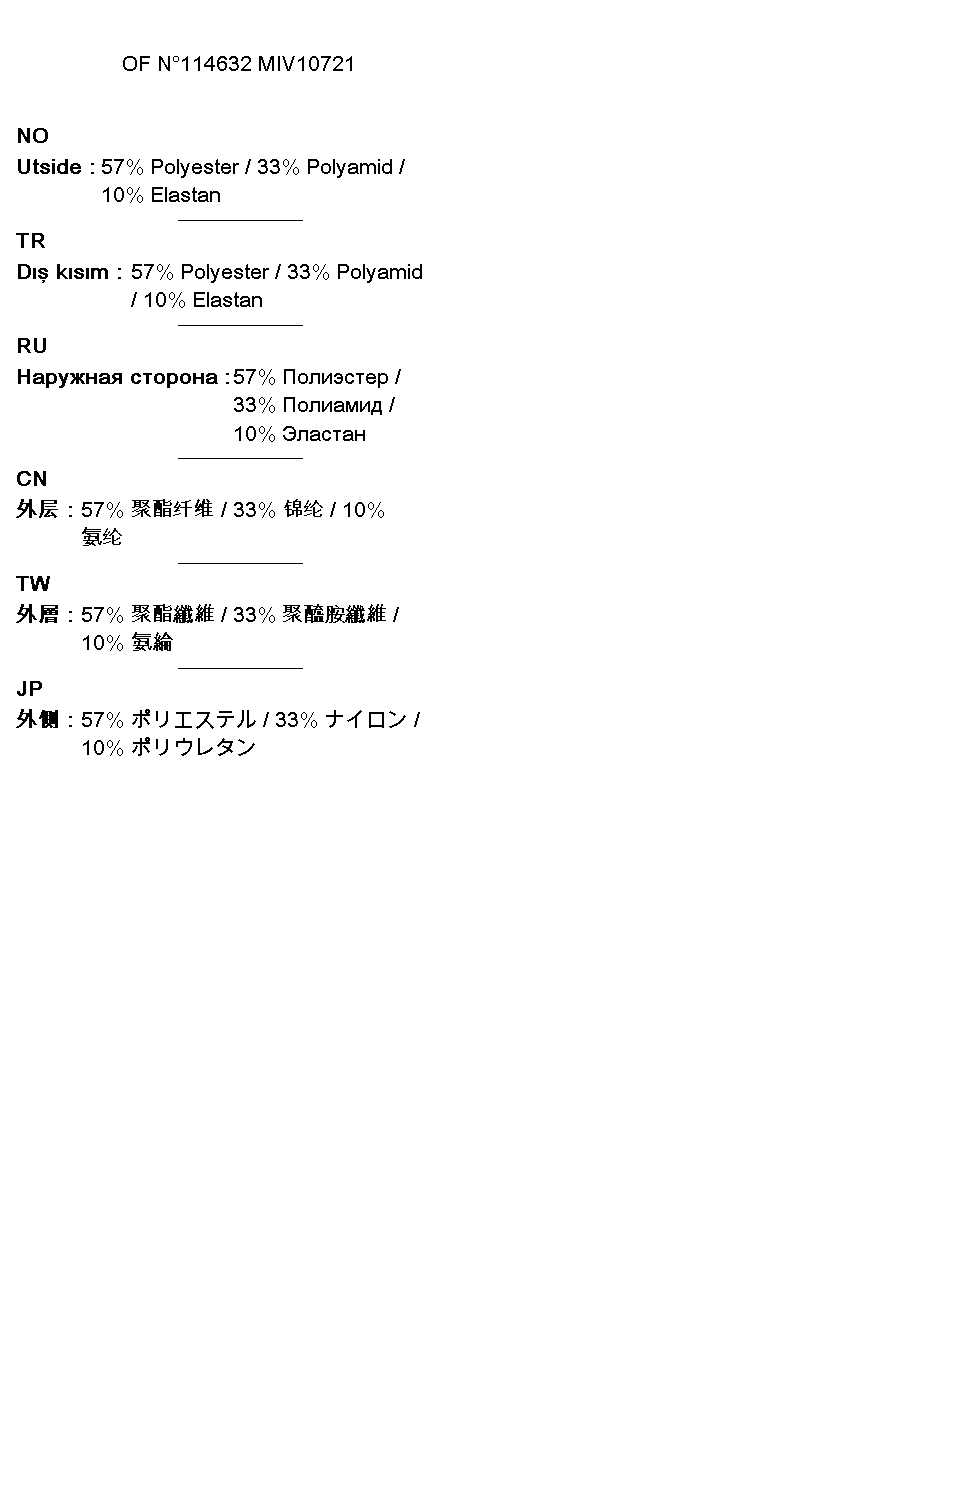 OF N°114632 MIV10721
NO
Utside : 57% Polyester / 33% Polyamid /
10% Elastan
TR
Dış kısım : 57% Polyester / 33% Polyamid
/ 10% Elastan
RU
Наружная сторона : 57% Полиэстер /
33% Полиамид /
10% Эластан
CN
外层 : 57% 聚酯纤维 / 33% 锦纶 / 10%
氨纶
TW
外層 : 57% 聚酯纖維 / 33% 聚醯胺纖維 /
10% 氨綸
JP
外側 : 57% ポリエステル / 33% ナイロン /
10% ポリウレタン